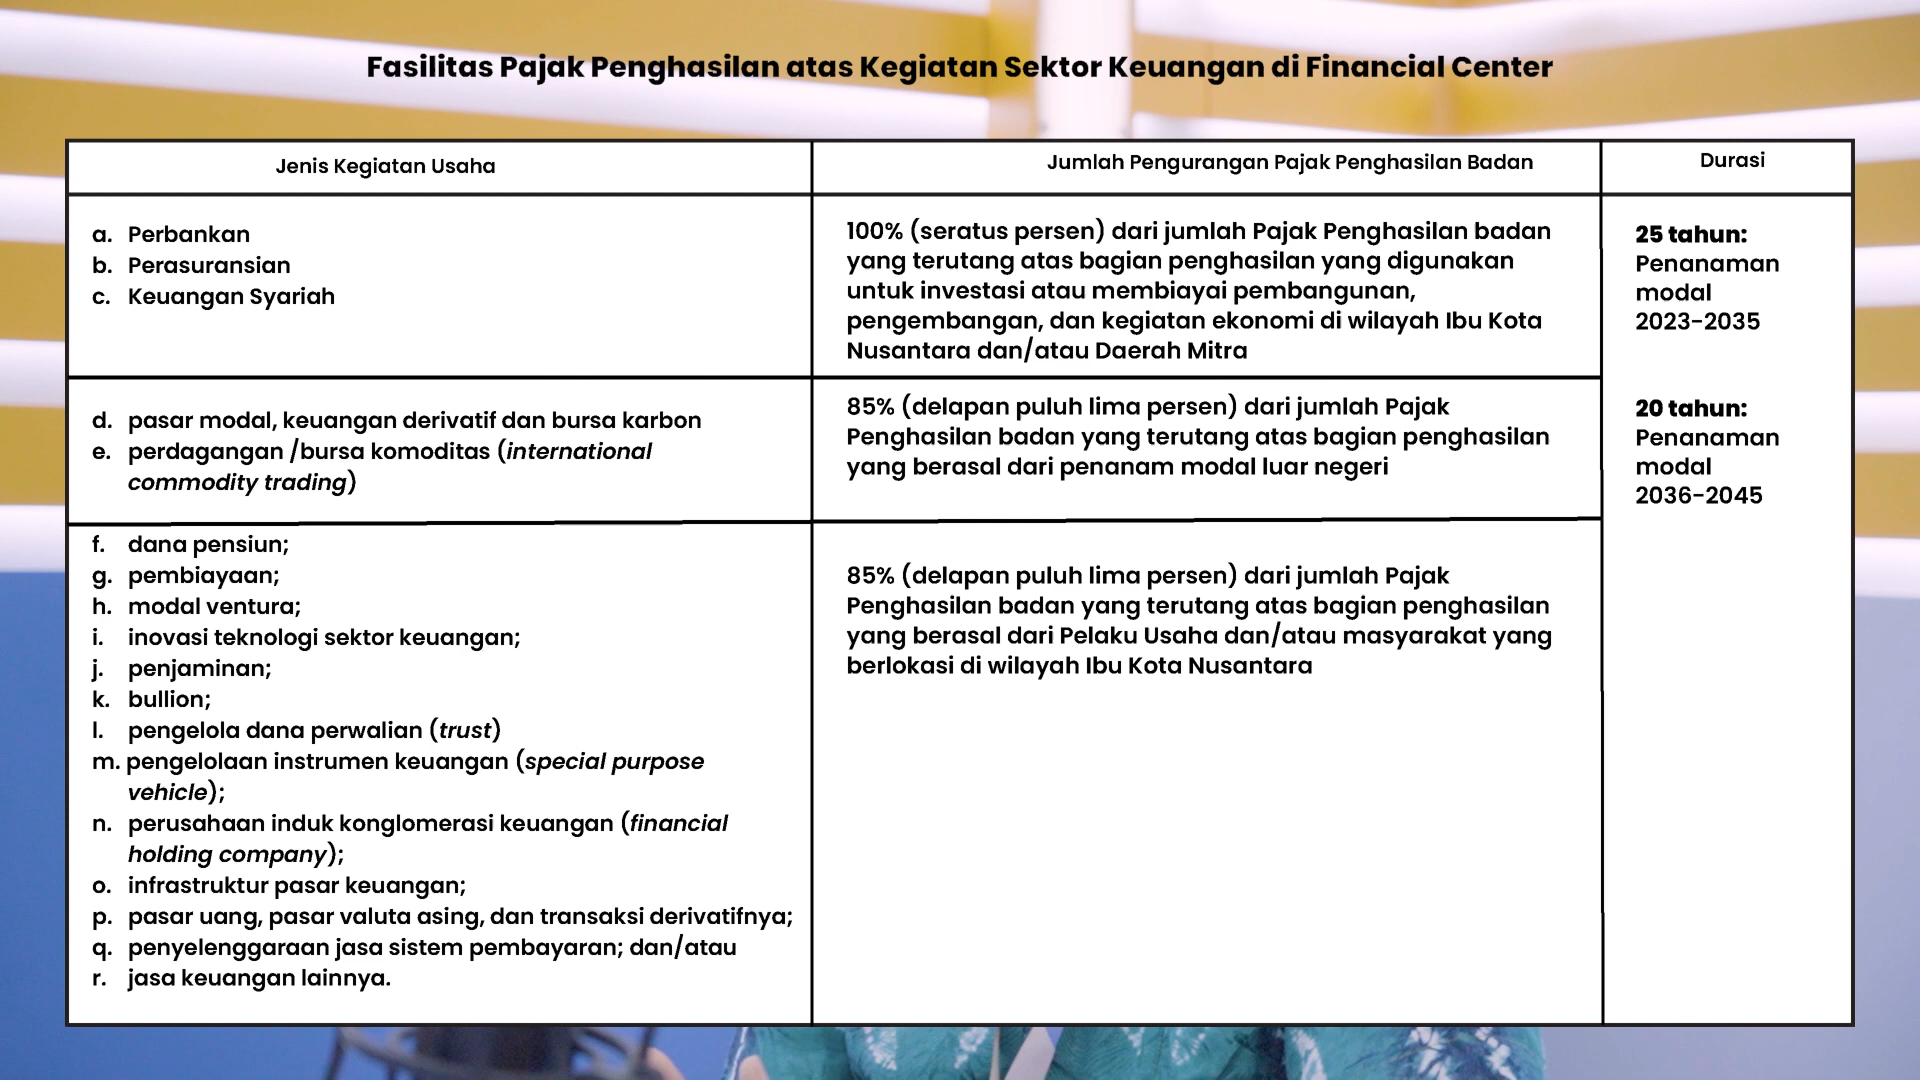 Fasilitas Pajak Penghasilan atas Kegiatan Sektor Keuangan di Financial Center
Jenis Kegiatan Usaha
Jumlah Pengurangan Pajak Penghasilan Badan
Durasi
a. Perbankan
b. Perasuransian
c. Keuangan Syariah
100% (seratus persen) dari jumlah Pajak Penghasilan badan
yang terutang atas bagian penghasilan yang digunakan
untuk investasi atau membiayai pembangunan,
pengembangan, dan kegiatan ekonomi di wilayah Ibu Kota
Nusantara dan/atau Daerah Mitra
25 tahun:
Penanaman
modal
2023-2035
d. pasar modal, keuangan derivatif dan bursa karbon
e. perdagangan /bursa komoditas (international
commodity trading)
85% (delapan puluh lima persen) dari jumlah Pajak
Penghasilan badan yang terutang atas bagian penghasilan
yang berasal dari penanam modal luar negeri
20 tahun:
Penanaman
modal
2036-2045
f. dana pensiun;
g. pembiayaan;
h. modal ventura;
i. inovasi teknologi sektor keuangan;
j. penjaminan;
k. bullion;
l. pengelola dana perwalian (trust)
m. pengelolaan instrumen keuangan (special purpose
vehicle);
n. perusahaan induk konglomerasi keuangan (financial
holding company);
o. infrastruktur pasar keuangan;
p. pasar uang, pasar valuta asing, dan transaksi derivatifnya;
q. penyelenggaraan jasa sistem pembayaran; dan/atau
r. jasa keuangan lainnya.
85% (delapan puluh lima persen) dari jumlah Pajak
Penghasilan badan yang terutang atas bagian penghasilan
yang berasal dari Pelaku Usaha dan/atau masyarakat yang
berlokasi di wilayah Ibu Kota Nusantara